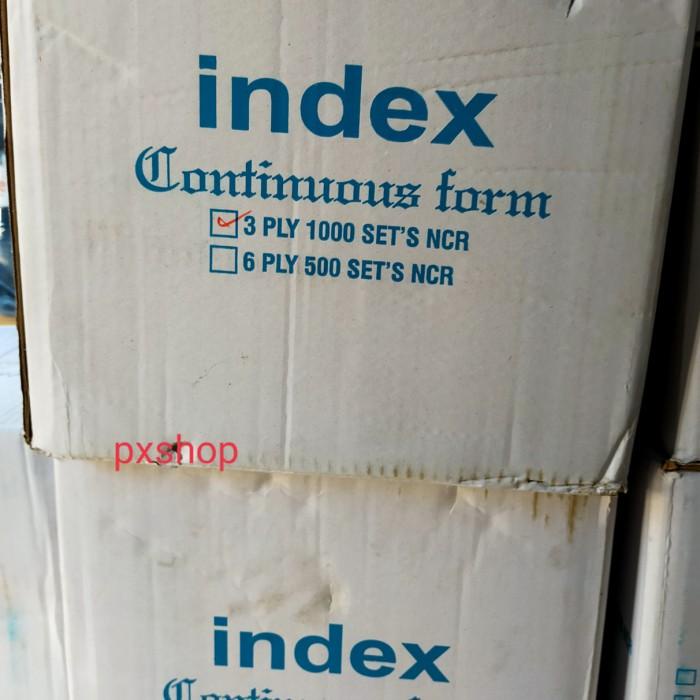 index
Continuous form
3 PLY 1000 SET'S NCR
6 PLY 500 SET'S NCR
pxshop
index